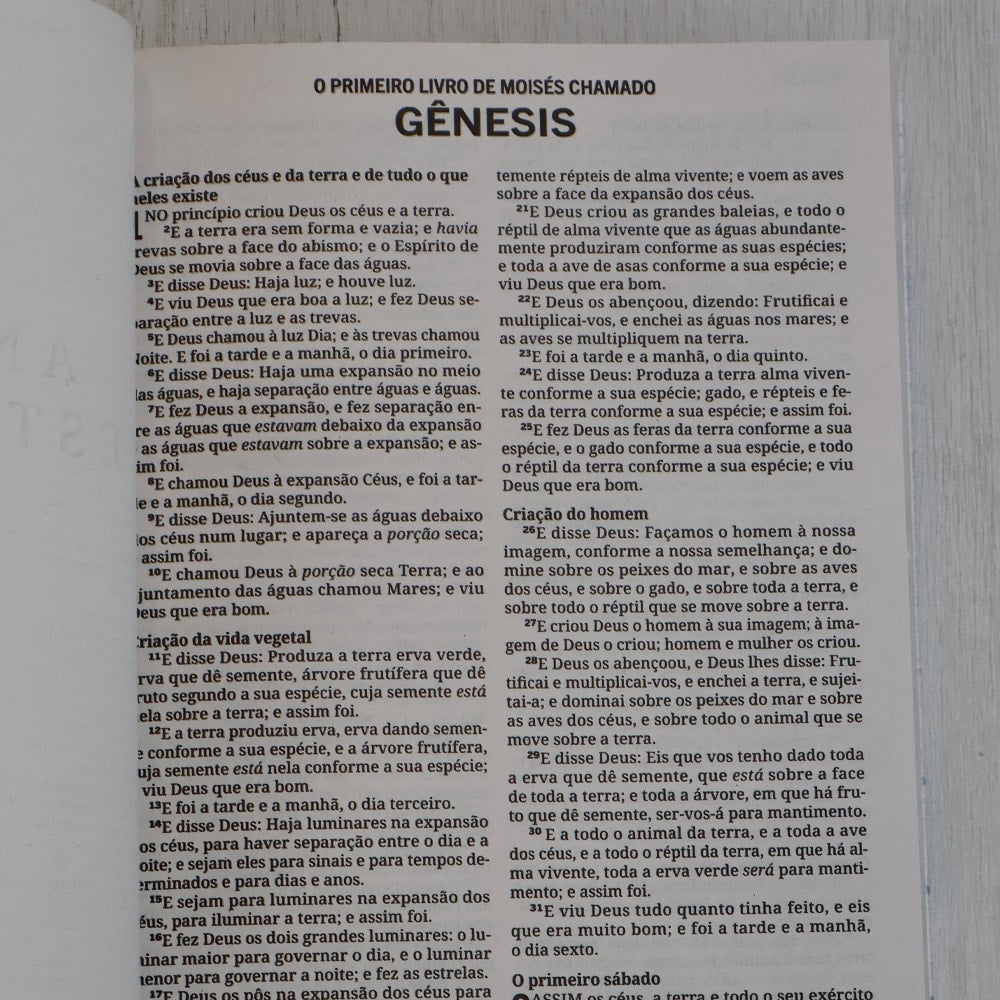 O PRIMEIRO LIVRO DE MOISÉS CHAMADO
GÊNESIS
A criação dos céus e da terra e de tudo o que
neles existe
1 NO princípio criou Deus os céus e a terra.
2E a terra era sem forma e vazia; e havia
trevas sobre a face do abismo; e o Espírito de
Deus se movia sobre a face das águas.
3E disse Deus: Haja luz; e houve luz.
4E viu Deus que era boa a luz; e fez Deus se-
paração entre a luz e as trevas.
5E Deus chamou à luz Dia; e às trevas chamou
Noite. E foi a tarde e a manhã, o dia primeiro.
6E disse Deus: Haja uma expansão no meio
das águas, e haja separação entre águas e águas.
7E fez Deus a expansão, e fez separação en-
re as águas que estavam debaixo da expansão
as águas que estavam sobre a expansão; e as-
sim foi.
8E chamou Deus à expansão Céus, e foi a tar-
de e a manhã, o dia segundo.
9E disse Deus: Ajuntem-se as águas debaixo
dos céus num lugar; e apareça a porção seca;
assim foi.
10E chamou Deus à porção seca Terra; e ao
ajuntamento das águas chamou Mares; e viu
Deus que era bom.
Criação da vida vegetal
11E disse Deus: Produza a terra erva verde,
erva que dê semente, árvore frutífera que dê
fruto segundo a sua espécie, cuja semente está
nela sobre a terra; e assim foi.
12E a terra produziu erva, erva dando semen-
te conforme a sua espécie, e a árvore frutífera,
cuja semente está nela conforme a sua espécie;
viu Deus que era bom.
13E foi a tarde e a manhã, o dia terceiro.
14E disse Deus: Haja luminares na expansão
dos céus, para haver separação entre o dia e a
noite; e sejam eles para sinais e para tempos de-
terminados e para dias e anos.
15E sejam para luminares na expansão dos
céus, para iluminar a terra; e assim foi.
16E fez Deus os dois grandes luminares: o lu-
minar maior para governar o dia, e o luminar
menor para governar a noite; e fez as estrelas.
17E Deus os pôs na expansão dos céus para
temente répteis de alma vivente; e voem as aves
sobre a face da expansão dos céus.
21E Deus criou as grandes baleias, e todo o
réptil de alma vivente que as águas abundante-
mente produziram conforme as suas espécies;
e toda a ave de asas conforme a sua espécie; e
viu Deus que era bom.
22E Deus os abençoou, dizendo: Frutificai e
multiplicai-vos, e enchei as águas nos mares; e
as aves se multipliquem na terra.
23E foi a tarde e a manhã, o dia quinto.
24E disse Deus: Produza a terra alma viven-
te conforme a sua espécie; gado, e répteis e fe-
ras da terra conforme a sua espécie; e assim foi.
25E fez Deus as feras da terra conforme a sua
espécie, e o gado conforme a sua espécie, e todo
o réptil da terra conforme a sua espécie; e viu
Deus que era bom.
Criação do homem
26E disse Deus: Façamos o homem à nossa
imagem, conforme a nossa semelhança; e do-
mine sobre os peixes do mar, e sobre as aves
dos céus, e sobre o gado, e sobre toda a terra, e
sobre todo o réptil que se move sobre a terra.
27E criou Deus o homem à sua imagem; à ima-
gem de Deus o criou; homem e mulher os criou.
28E Deus os abençoou, e Deus lhes disse: Fru-
tificai e multiplicai-vos, e enchei a terra, e sujei-
tai-a; e dominai sobre os peixes do mar e sobre
as aves dos céus, e sobre todo o animal que se
move sobre a terra.
29E disse Deus: Eis que vos tenho dado toda
a erva que dê semente, que está sobre a face
de toda a terra; e toda a árvore, em que há fru-
to que dê semente, ser-vos-á para mantimento.
30 E a todo o animal da terra, e a toda a ave
dos céus, e a todo o réptil da terra, em que há al-
ma vivente, toda a erva verde será para manti-
mento; e assim foi.
31E viu Deus tudo quanto tinha feito, e eis
que era muito bom; e foi a tarde e a manhã,
o dia sexto.
O primeiro sábado
ASSIM os céus, a terra e todo o seu exército